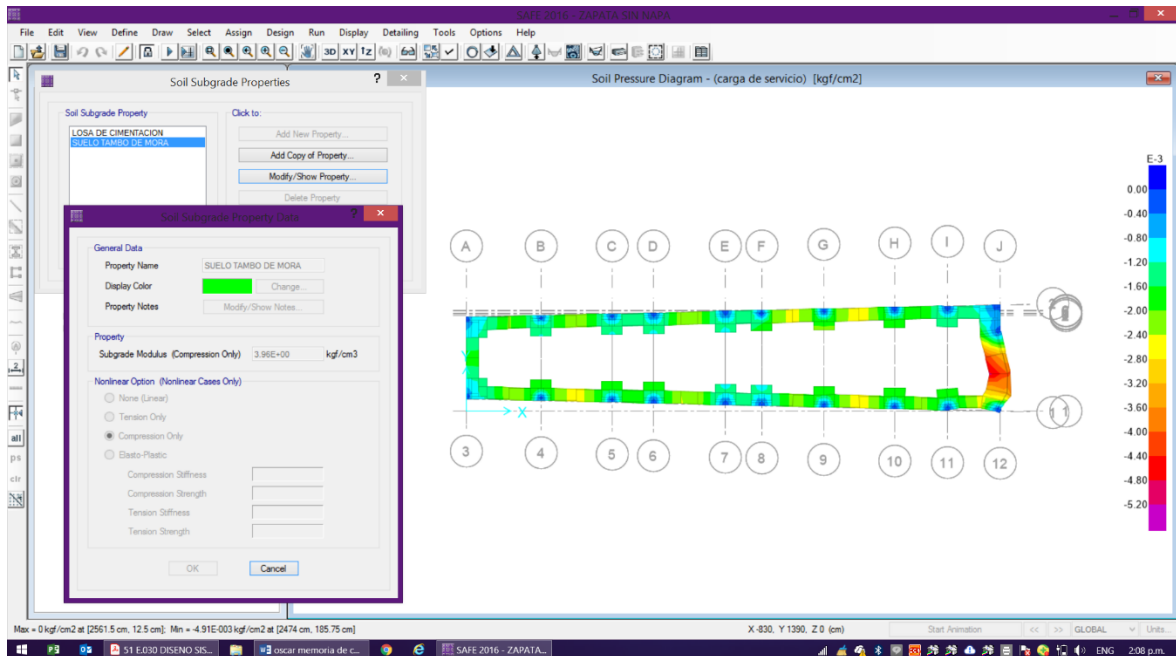 SAFE 2016 - ZAPATA SIN NAPA
File Edit View Define Draw Select Assign Design Run Display Detailing Tools Options Help
3D XY
Soil Subgrade Properties ? ×
Soil Subgrade Property
Click to:
LOSA DE CIMENTACION
SUELO TAMBO DE MORA
Add New Property...
Add Copy of Property...
Modify/Show Property...
Delete Property
Soil Subgrade Property Data ? ×
General Data
Property Name SUELO TAMBO DE MORA
Display Color Change...
Property Notes Modify/Show Notes...
Property
Subgrade Modulus (Compression Only) 3.96E+00 kgf/cm3
Nonlinear Option (Nonlinear Cases Only)
None (Linear)
Tension Only
Compression Only
Elasto-Plastic
Compression Stiffness
Compression Strength
Tension Stiffness
Tension Strength
OK Cancel
all
ps
clr
Soil Pressure Diagram - (carga de servicio) [kgf/cm2]
A B C D E F G H I J
Y
X
3 4 5 6 7 8 9 10 11 12
E-3
0.00
-0.40
-0.80
-1.20
-1.60
-2.00
-2.40
-2.80
-3.20
-3.60
-4.00
-4.40
-4.80
-5.20
Max = 0 kgf/cm2 at [2561.5 cm, 12.5 cm]; Min = -4.91E-003 kgf/cm2 at [2474 cm, 185.75 cm]
X -830, Y 1390, Z 0 (cm)
Start Animation << >> GLOBAL Units...
51 E.030 DISENO SIS...
oscar memoria de c...
SAFE 2016 - ZAPATA...
ENG 2:08 p.m.